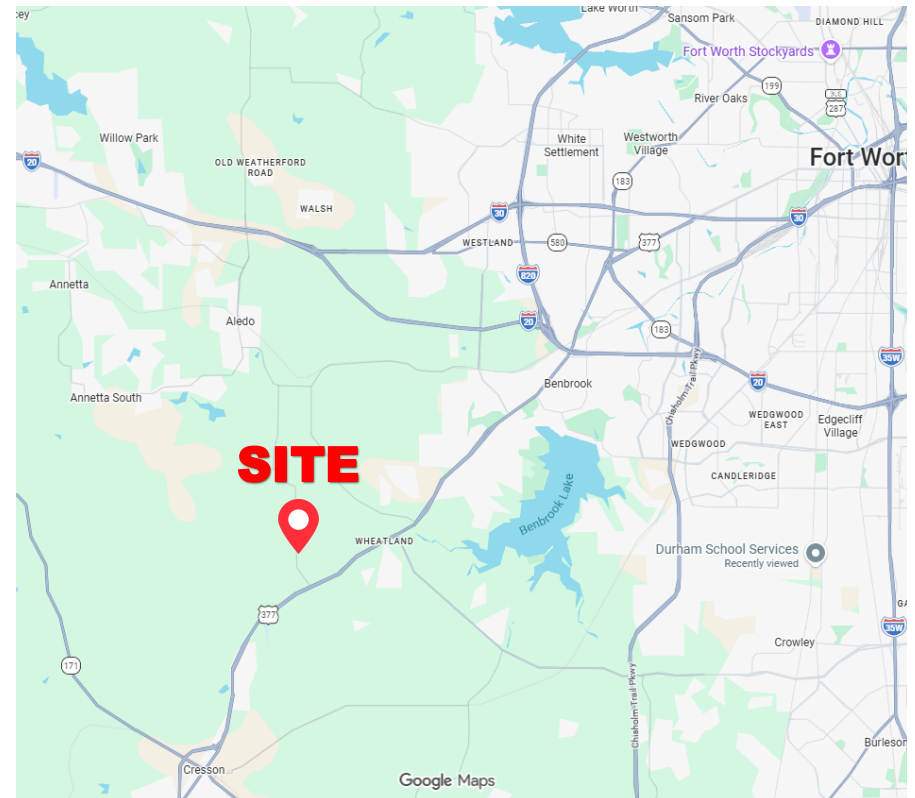 Lake Worth
Sansom Park
DIAMOND HILL
Fort Worth Stockyards
199
River Oaks
287
Willow Park
White
Settlement
Westworth
Village
OLD WEATHERFORD
ROAD
20
Fort Wor
183
WALSH
30
30
WESTLAND
580
377
820
Annetta
Aledo
20
183
35W
Chisholm-Trail Pkwy
Benbrook
20
Annetta South
WEDGWOOD
EAST
Edgecliff
Village
WEDGWOOD
SITE
CANDLERIDGE
Benbrook Lake
WHEATLAND
Durham School Services
Recently viewed
377
GA
35W
Crowley
171
Chisholm-Trail Pkwy
Burleson
Cresson
Google Maps